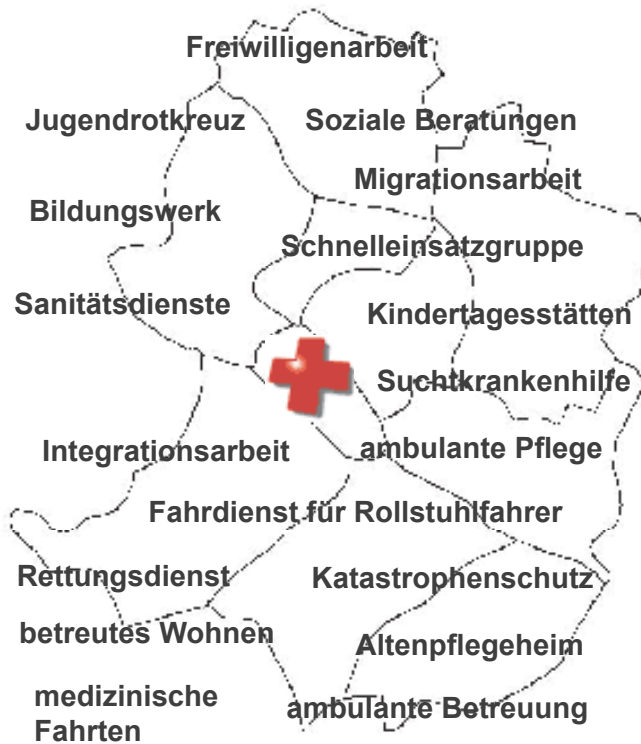 Freiwilligenarbeit
Jugendrotkreuz
Soziale Beratungen
Migrationsarbeit
Bildungswerk
Schnelleinsatzgruppe
Sanitätsdienste
Kindertagesstätten
Suchtkrankenhilfe
Integrationsarbeit
ambulante Pflege
Fahrdienst für Rollstuhlfahrer
Rettungsdienst
Katastrophenschutz
betreutes Wohnen
Altenpflegeheim
medizinische
Fahrten
ambulante Betreuung